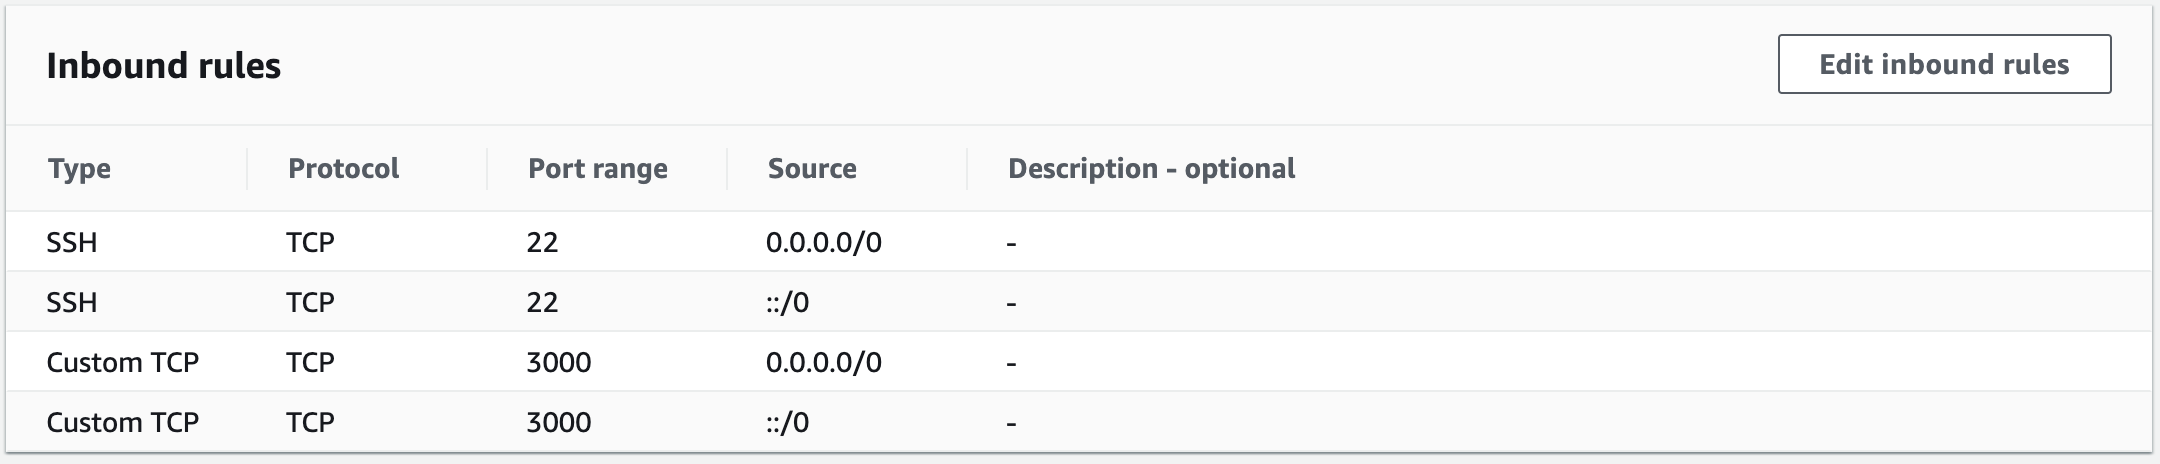 Inbound rules
Edit inbound rules
Type Protocol Port range Source Description - optional
SSH TCP 22 0.0.0.0/0 -
SSH TCP 22 ::/0 -
Custom TCP TCP 3000 0.0.0.0/0 -
Custom TCP TCP 3000 ::/0 -